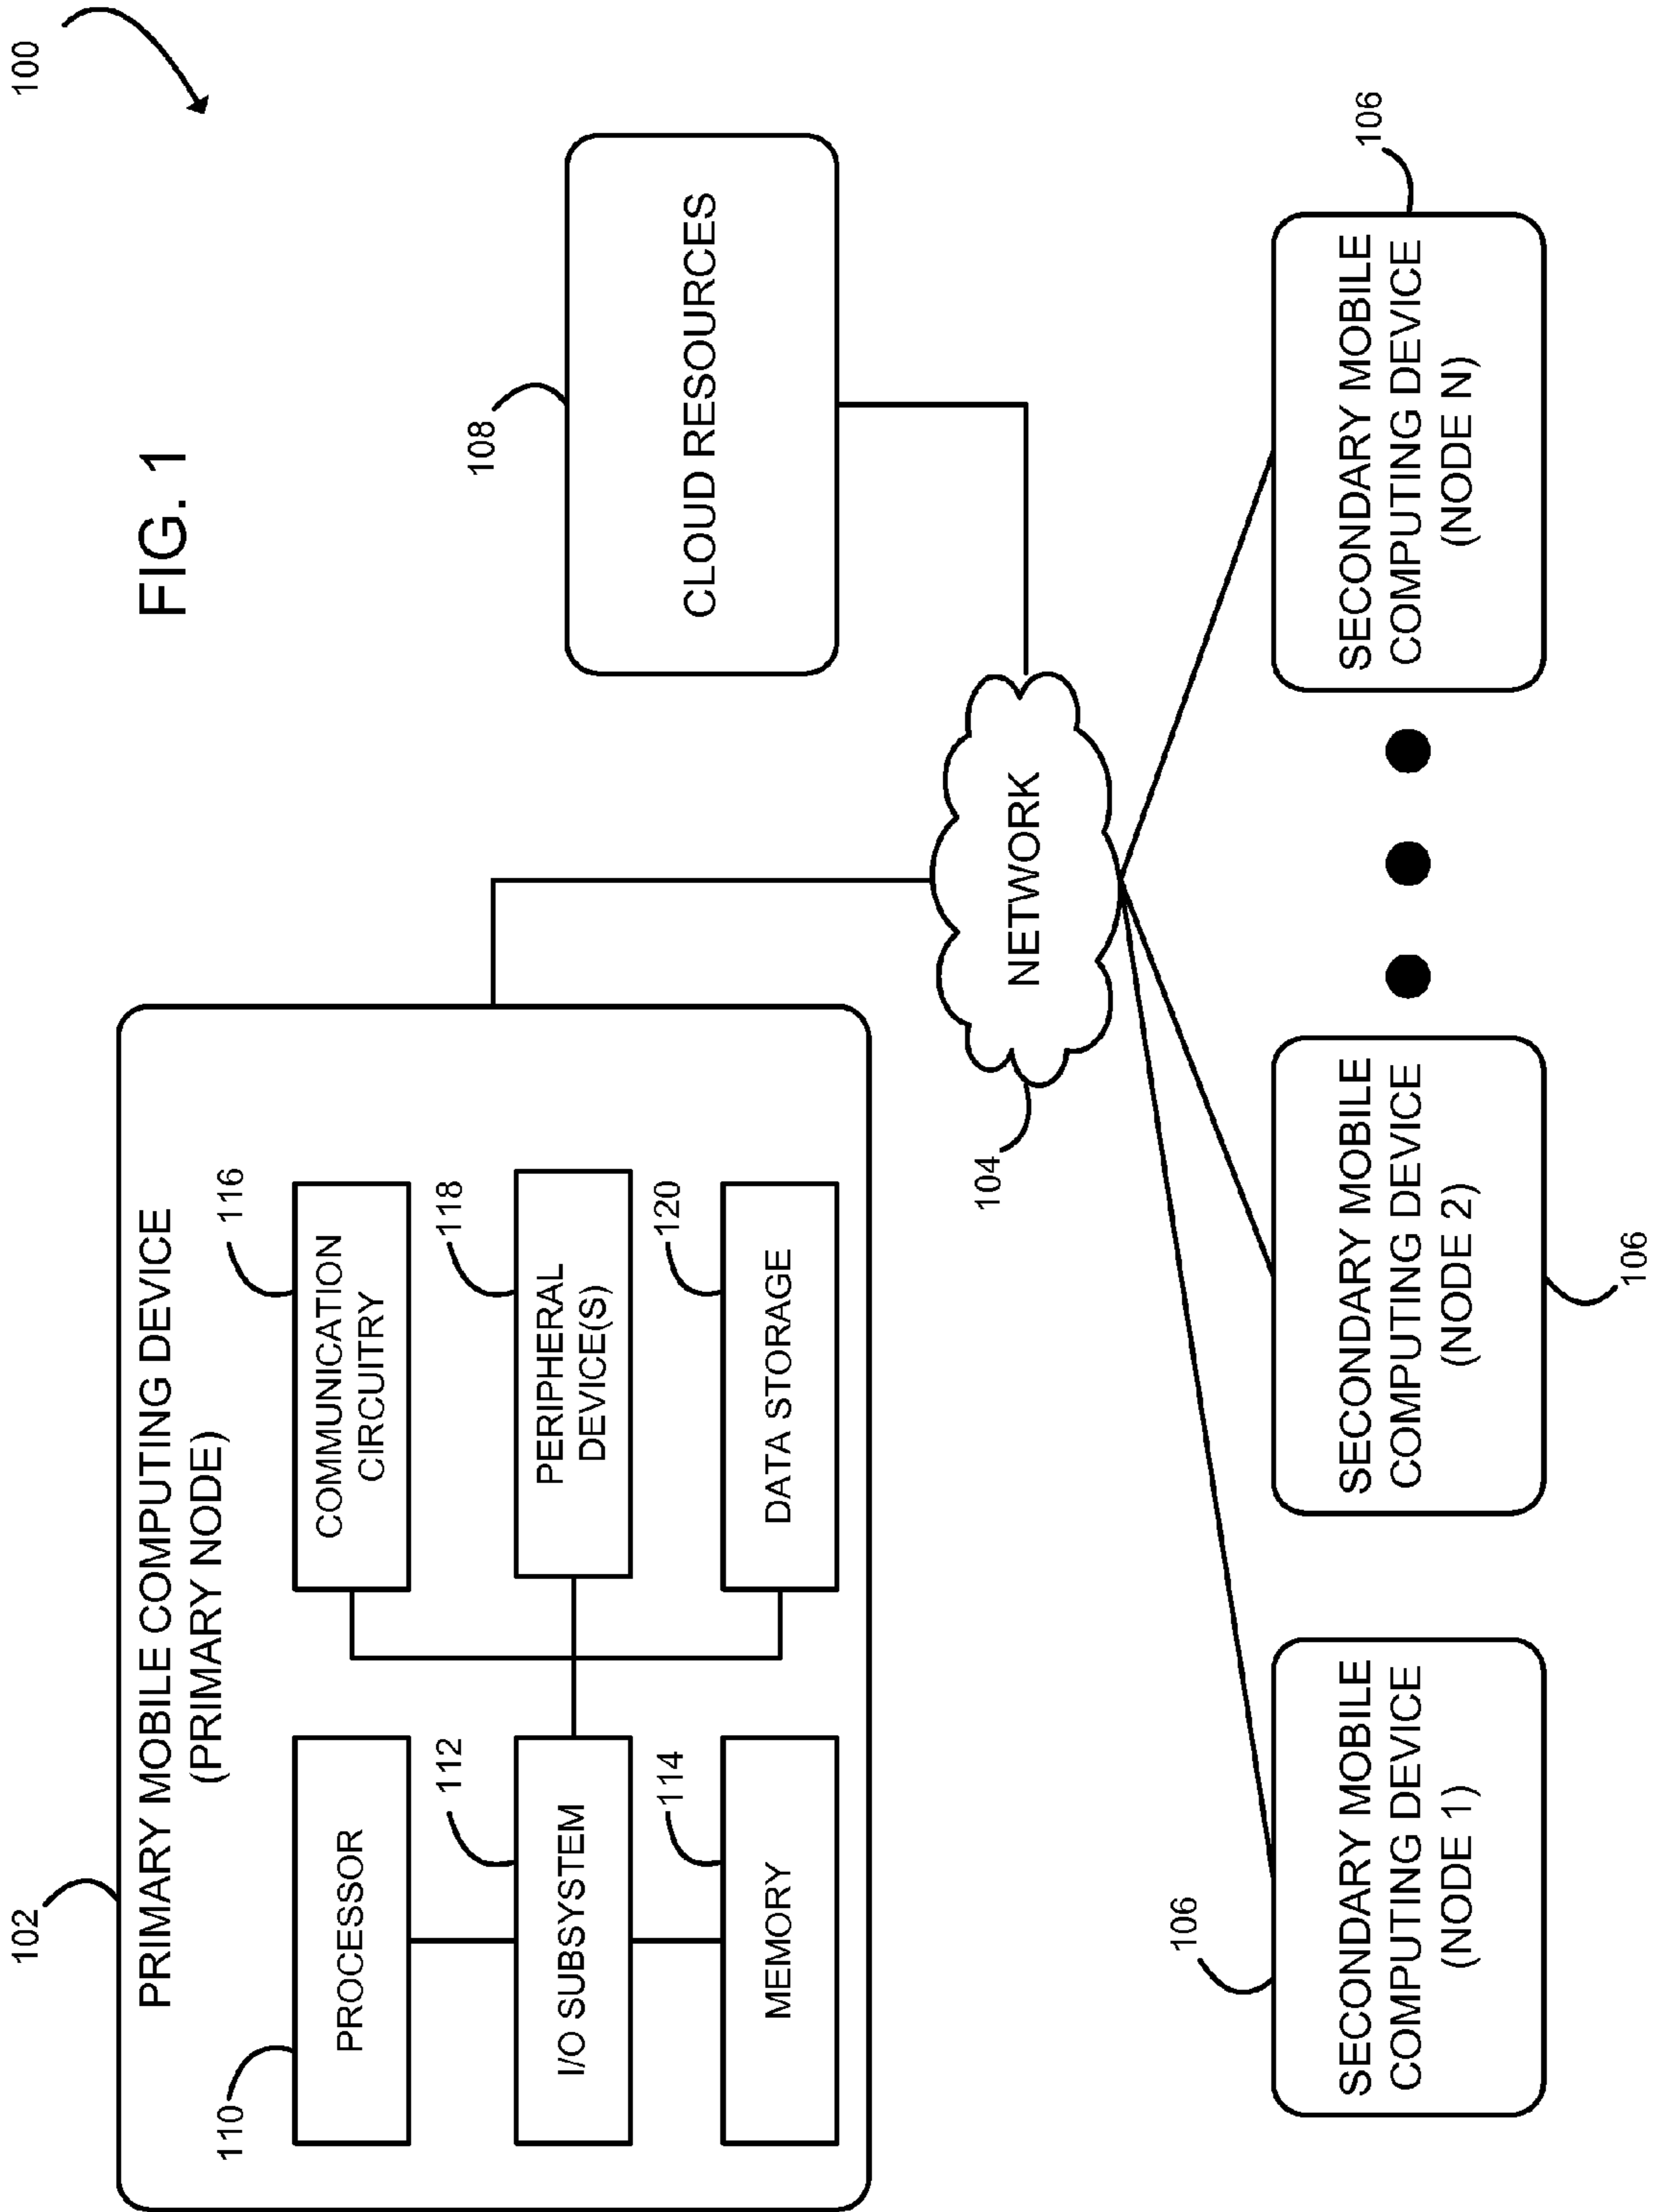 FIG. 1
100
102
PRIMARY MOBILE COMPUTING DEVICE
(PRIMARY NODE)
110
PROCESSOR
116
COMMUNICATION
CIRCUITRY
112
I/O SUBSYSTEM
118
PERIPHERAL
DEVICE(S)
114
MEMORY
120
DATA STORAGE
108
CLOUD RESOURCES
104
NETWORK
106
SECONDARY MOBILE
COMPUTING DEVICE
(NODE 1)
SECONDARY MOBILE
COMPUTING DEVICE
(NODE 2)
106
SECONDARY MOBILE
COMPUTING DEVICE
(NODE N)
106